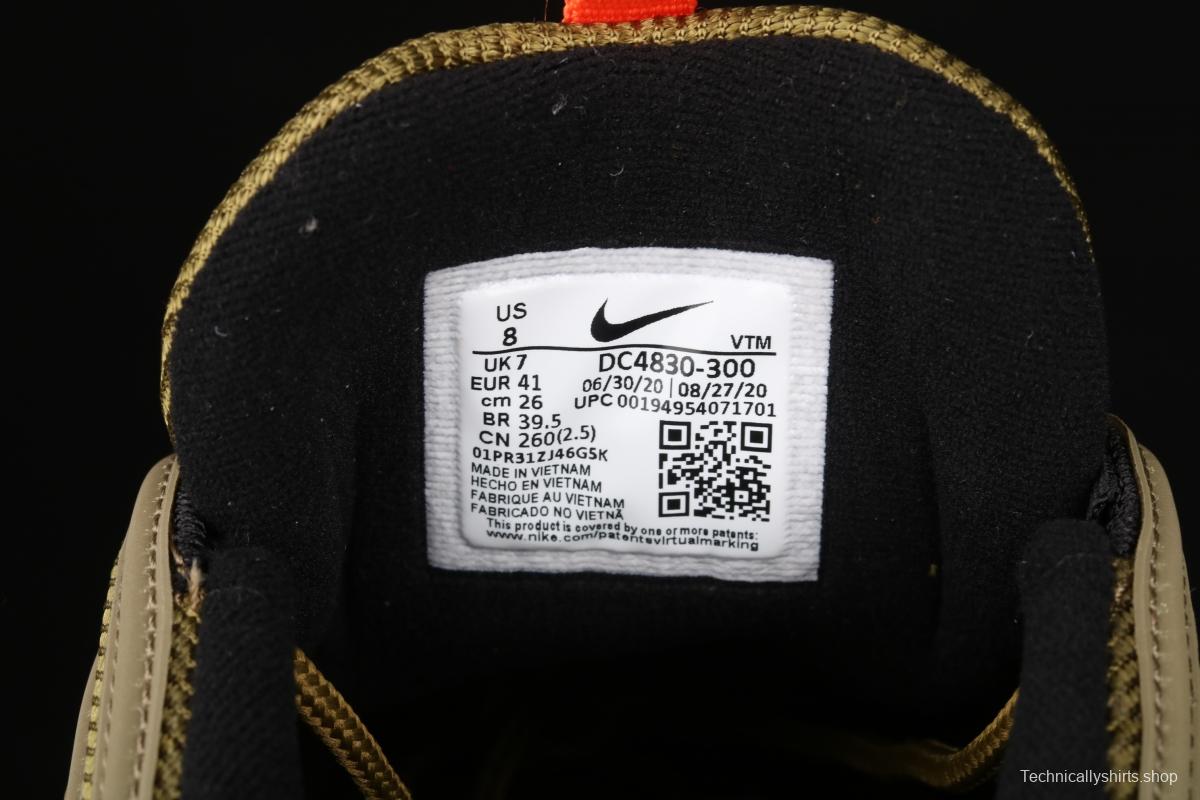 US
8
VTM
UK 7
DC4830-300
EUR 41
06/30/20 | 08/27/20
cm 26
UPC 00194954071701
BR 39.5
CN 260(2.5)
01PR31ZJ46G5K
MADE IN VIETNAM
HECHO EN VIETNAM
FABRIQUE AU VIETNAM
FABRICADO NO VIETNÃ
This product is covered by one or more patents:
www.nike.com/patentsvirtualmarking
Technicallyshirts.shop